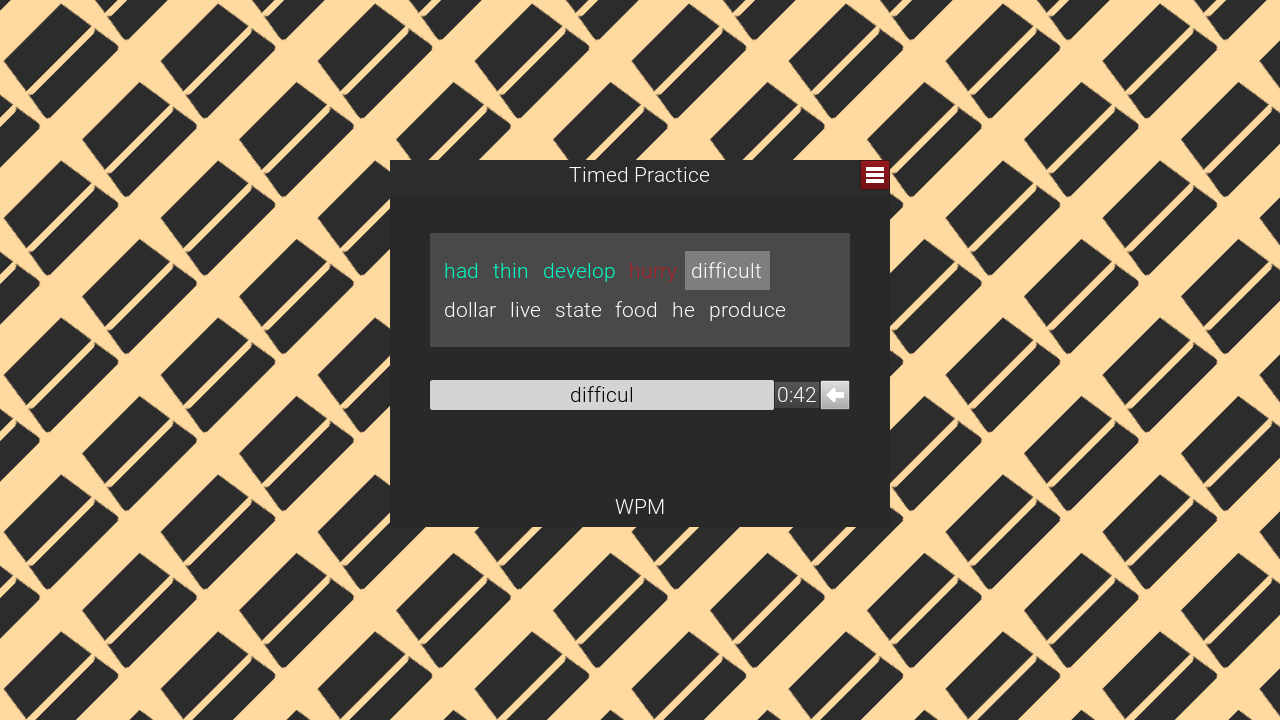 Timed Practice
had thin develop hurry difficult
dollar live state food he produce
difficul 0:42
WPM